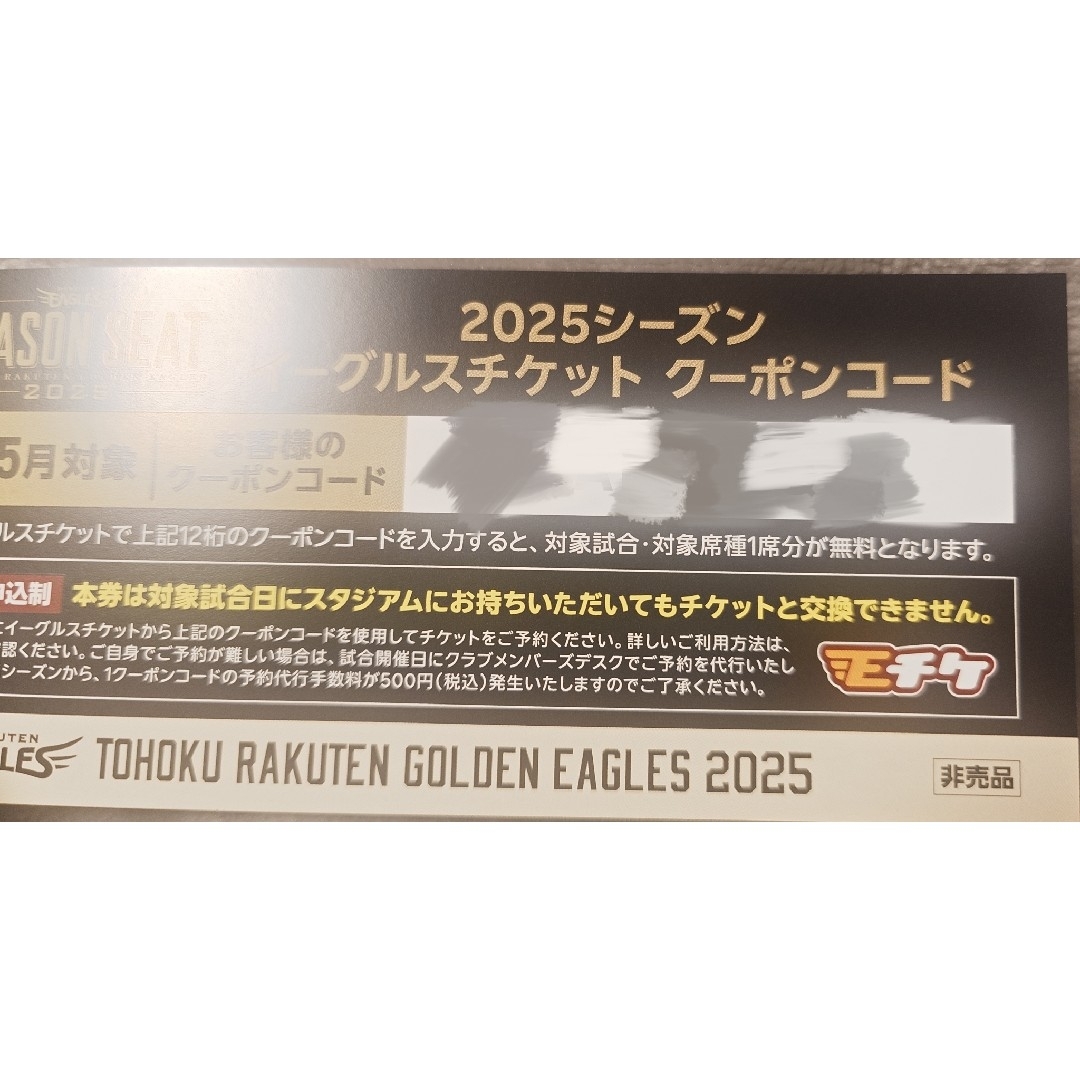 2025シーズン
ーグルスチケット クーポンコード
EAGLES
ASON SEAT
RAKUTEN
2025
5月対象
お客様の
クーポンコード
ルスチケットで上記12桁のクーポンコードを入力すると、対象試合・対象席種1席分が無料となります。
込制 本券は対象試合日にスタジアムにお持ちいただいてもチケットと交換できません。
イーグルスチケットから上記のクーポンコードを使用してチケットをご予約ください。詳しいご利用方法は、
認ください。ご自身でご予約が難しい場合は、試合開催日にクラブメンバーズデスクでご予約を代行いたし
シーズンから、1クーポンコードの予約代行手数料が500円(税込)発生いたしますのでご了承ください。
Eチケ
UTEN
LES
TOHOKU RAKUTEN GOLDEN EAGLES 2025
非売品